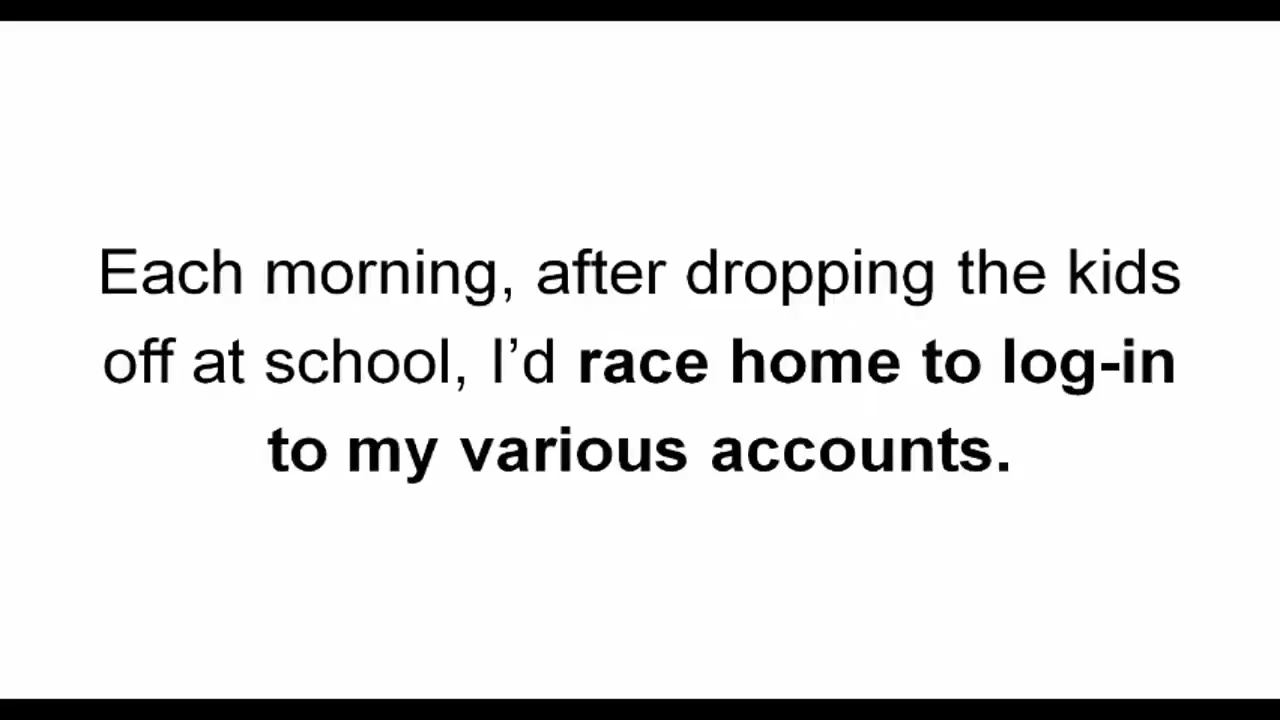 Each morning, after dropping the kids
off at school, I’d race home to log-in
to my various accounts.